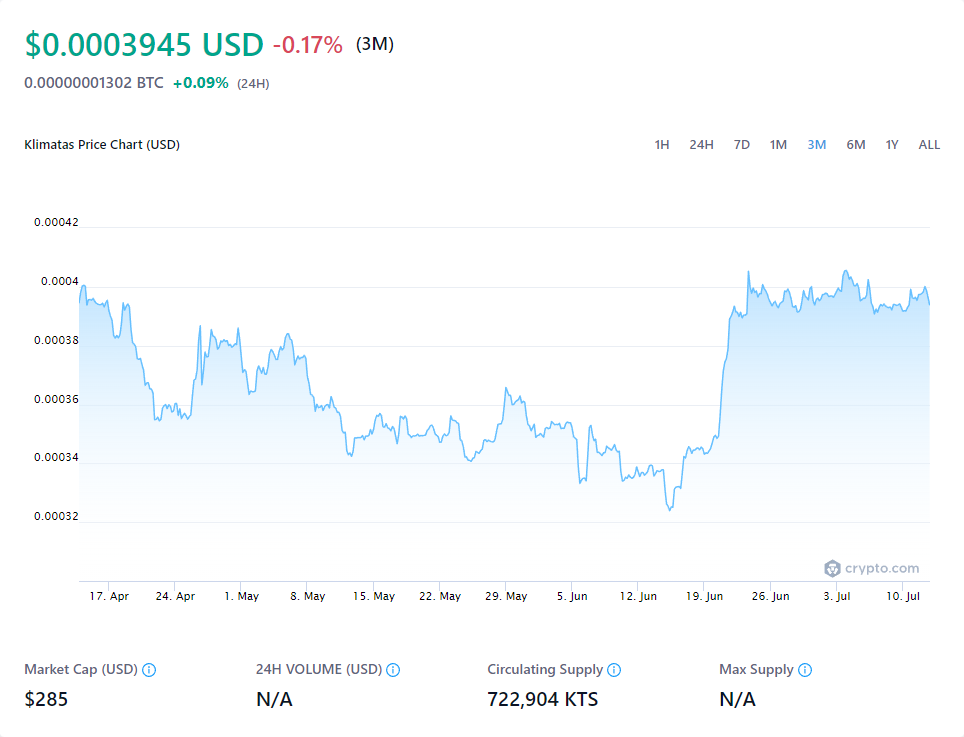 $0.0003945 USD -0.17% (3M)
0.00000001302 BTC +0.09% (24H)
Klimatas Price Chart (USD) 1H 24H 7D 1M 3M 6M 1Y ALL
0.00042
0.0004
0.00038
0.00036
0.00034
0.00032
crypto.com
17. Apr 24. Apr 1. May 8. May 15. May 22. May 29. May 5. Jun 12. Jun 19. Jun 26. Jun 3. Jul 10. Jul
Market Cap (USD) 24H VOLUME (USD) Circulating Supply Max Supply
$285 N/A 722,904 KTS N/A